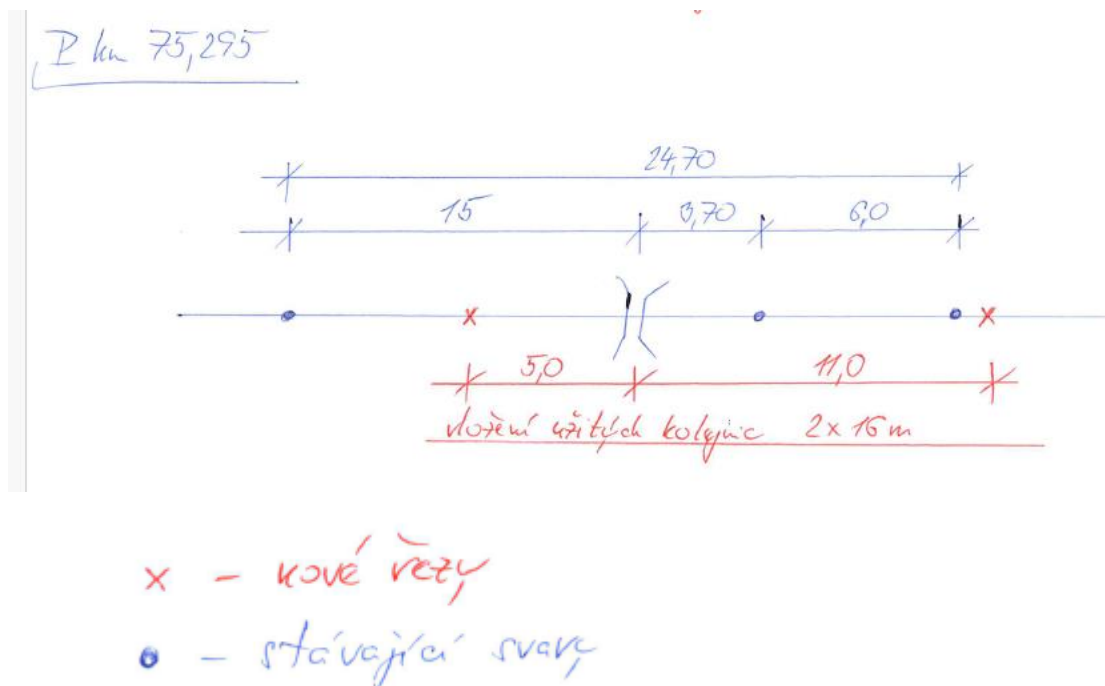 P km 75,295
24,70
15 3,70 6,0
5,0 11,0
vložení užitých kolejnic 2x16m
x - nové řezy
- stávající svary